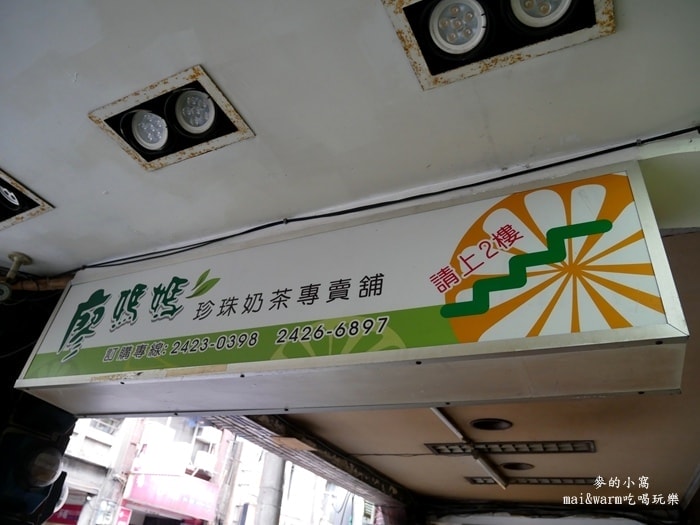 廖媽媽 珍珠奶茶專賣舖
訂購專線:2423-0398 2426-6897
請上2樓
麥的小窩
mai&warm吃喝玩樂